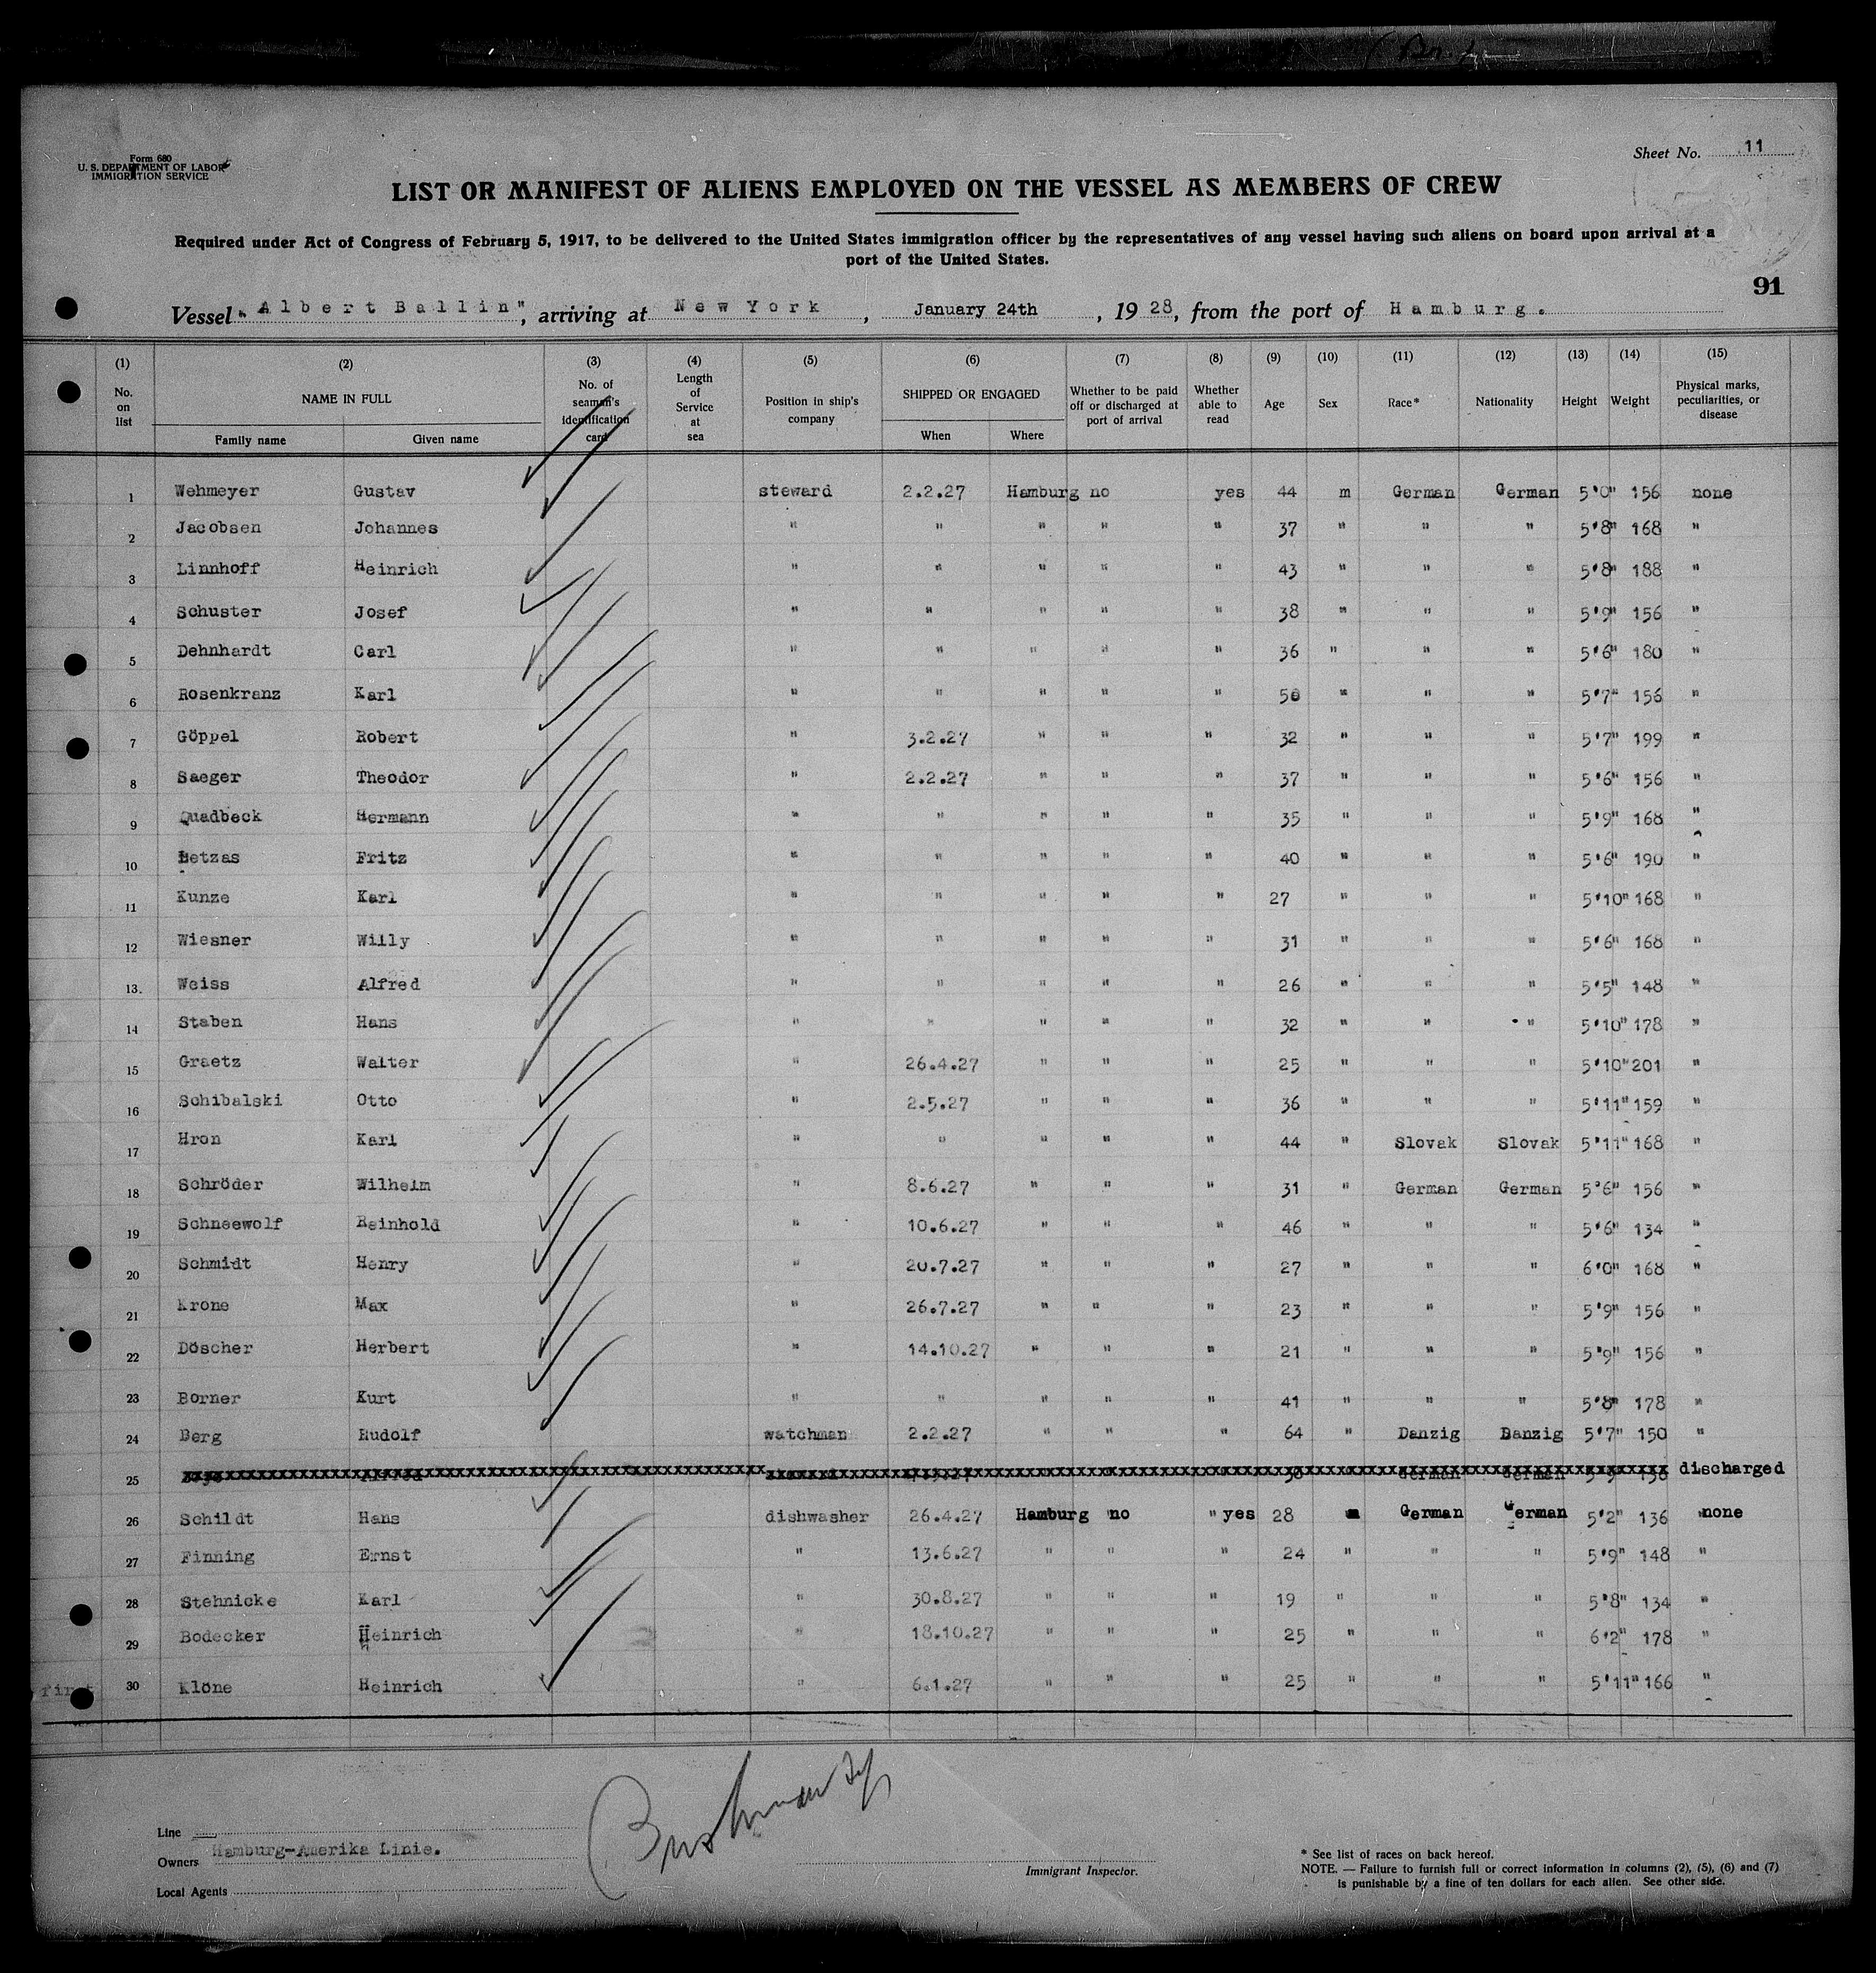 Form 680
U. S. DEPARTMENT OF LABOR
IMMIGRATION SERVICE
Sheet No. 11
LIST OR MANIFEST OF ALIENS EMPLOYED ON THE VESSEL AS MEMBERS OF CREW
Required under Act of Congress of February 5, 1917, to be delivered to the United States immigration officer by the representatives of any vessel having such aliens on board upon arrival at a
port of the United States.
91
Vessel "Albert Ballin", arriving at New York, January 24th, 1928, from the port of Hamburg.
(1) (2) (3) (4) (5) (6) (7) (8) (9) (10) (11) (12) (13) (14) (15)
No. on list NAME IN FULL Family name Given name No. of seaman's identification card Length of Service at sea Position in ship's company SHIPPED OR ENGAGED When Where Whether to be paid off or discharged at port of arrival Whether able to read Age Sex Race* Nationality Height Weight Physical marks, peculiarities, or disease
1 Wehmeyer Gustav steward 2.2.27 Hamburg no yes 44 m German German 5'0" 156 none
2 Jacobsen Johannes " " " " " 37 " " " 5'8" 168 "
3 Linnhoff Heinrich " " " " " 43 " " " 5'8" 188 "
4 Schuster Josef " " " " " 38 " " " 5'9" 156 "
5 Dehnhardt Carl " " " " " 36 " " " 5'6" 180 "
6 Rosenkranz Karl " " " " " 50 " " " 5'7" 156 "
7 Göppel Robert " 3.2.27 " " " 32 " " " 5'7" 199 "
8 Saeger Theodor " 2.2.27 " " " 37 " " " 5'6" 156 "
9 Quadbeck Hermann " " " " " 35 " " " 5'9" 168 "
10 Betzas Fritz " " " " " 40 " " " 5'6" 190 "
11 Kunze Karl " " " " " 27 " " " 5'10" 168 "
12 Wiesner Willy " " " " " 31 " " " 5'6" 168 "
13. Weiss Alfred " " " " " 26 " " " 5'5" 148 "
14 Staben Hans " " " " " 32 " " " 5'10" 178 "
15 Graetz Walter " 26.4.27 " " " 25 " " " 5'10" 201 "
16 Schibalski Otto " 2.5.27 " " " 36 " " " 5'11" 159 "
17 Hron Karl " " " " " 44 " Slovak Slovak 5'11" 168 "
18 Schröder Wilhelm " 8.6.27 " " " 31 " German German 5'6" 156 "
19 Schneewolf Reinhold " 10.6.27 " " " 46 " " " 5'6" 134 "
20 Schmidt Henry " 20.7.27 " " " 27 " " " 6'0" 168 "
21 Krone Max " 26.7.27 " " " 23 " " " 5'9" 156 "
22 Döscher Herbert " 14.10.27 " " " 21 " " " 5'9" 156 "
23 Borner Kurt " " " " " 41 " " " 5'8" 178 "
24 Berg Rudolf watchman 2.2.27 " " " 64 " Danzig Danzig 5'7" 150 "
25 discharged
26 Schildt Hans dishwasher 26.4.27 Hamburg no " yes 28 m German German 5'2" 136 none
27 Finning Ernst " 13.6.27 " " " 24 " " " 5'9" 148 "
28 Stehnicke Karl " 30.8.27 " " " 19 " " " 5'8" 134 "
29 Bodecker Heinrich " 18.10.27 " " " 25 " " " 6'2" 178 "
first 30 Klöne Heinrich " 6.1.27 " " " 25 " " " 5'11" 166 "
Line
Owners Hamburg-Amerika Linie.
Local Agents
Immigrant Inspector.
* See list of races on back hereof.
NOTE. — Failure to furnish full or correct information in columns (2), (5), (6) and (7)
is punishable by a fine of ten dollars for each alien. See other side.